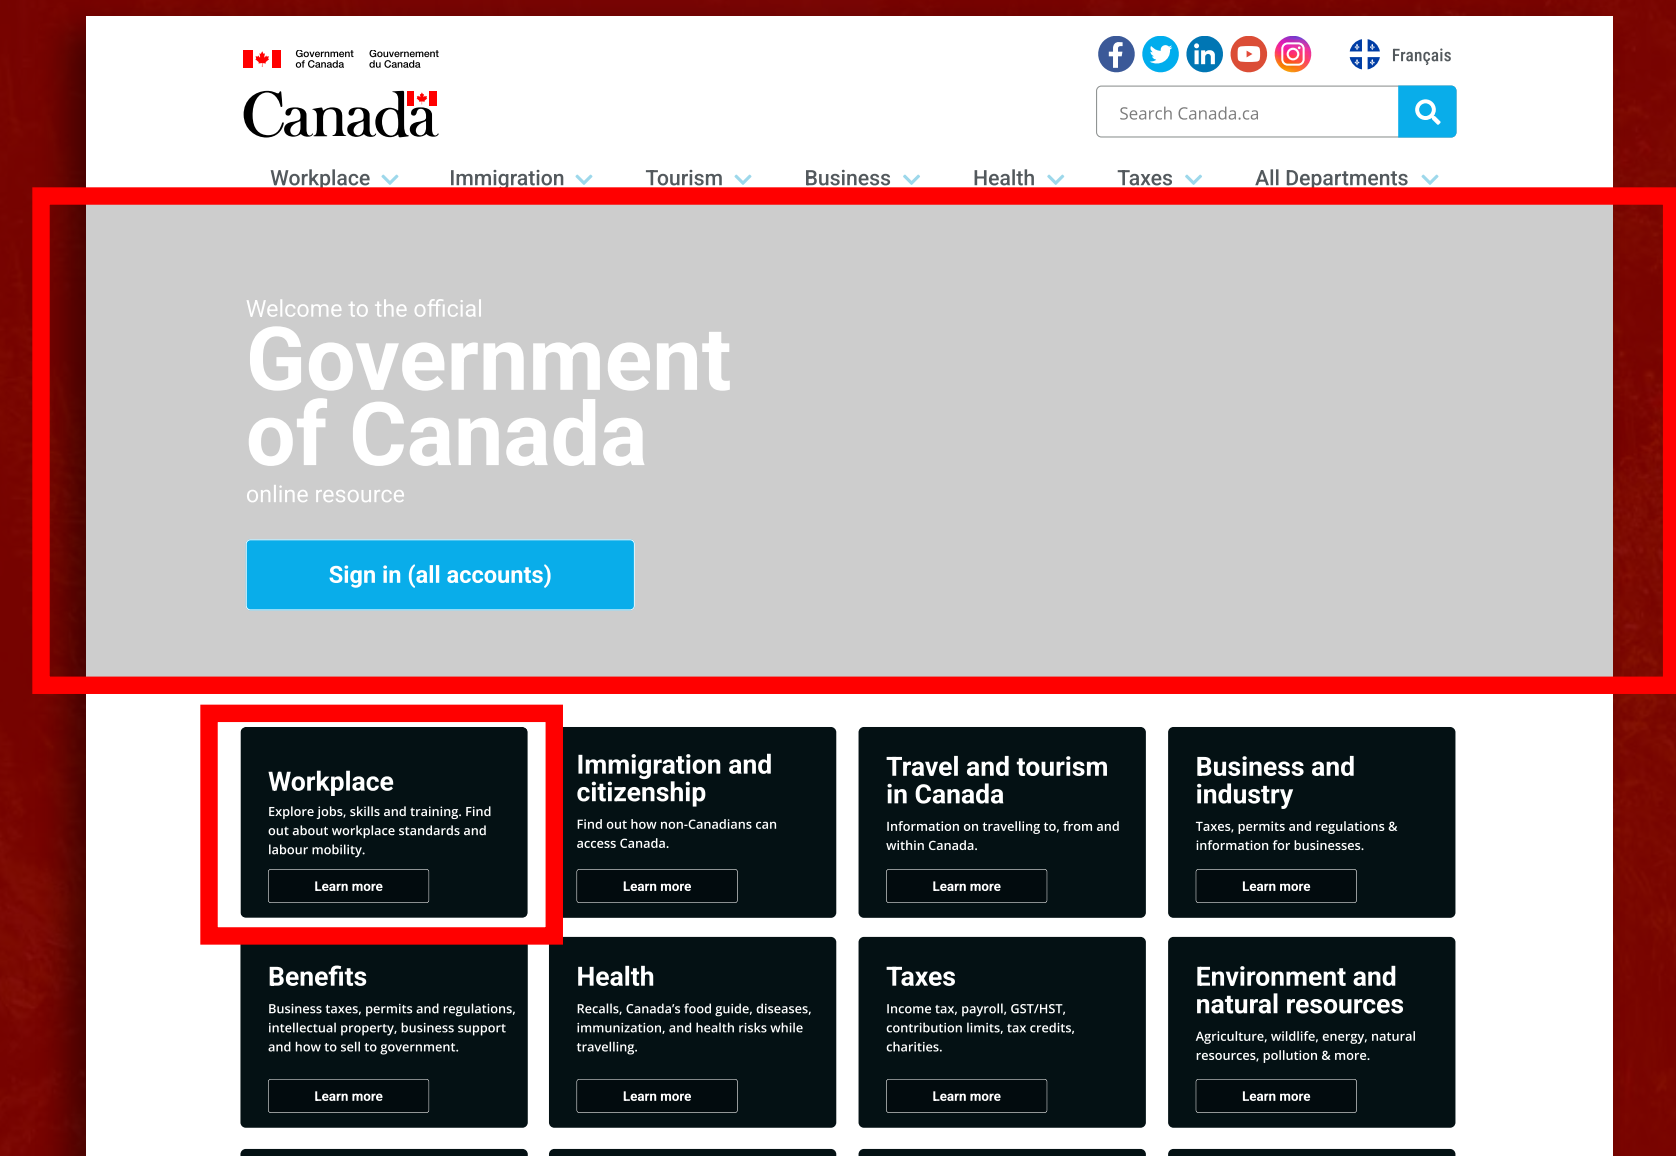 Government Gouvernement
of Canada du Canada
Canada
Français
Search Canada.ca
Workplace Immigration Tourism Business Health Taxes All Departments
Welcome to the official
Government
of Canada
online resource
Sign in (all accounts)
Workplace
Explore jobs, skills and training. Find
out about workplace standards and
labour mobility.
Learn more
Immigration and
citizenship
Find out how non-Canadians can
access Canada.
Learn more
Travel and tourism
in Canada
Information on travelling to, from and
within Canada.
Learn more
Business and
industry
Taxes, permits and regulations &
information for businesses.
Learn more
Benefits
Business taxes, permits and regulations,
intellectual property, business support
and how to sell to government.
Learn more
Health
Recalls, Canada's food guide, diseases,
immunization, and health risks while
travelling.
Learn more
Taxes
Income tax, payroll, GST/HST,
contribution limits, tax credits,
charities.
Learn more
Environment and
natural resources
Agriculture, wildlife, energy, natural
resources, pollution & more.
Learn more